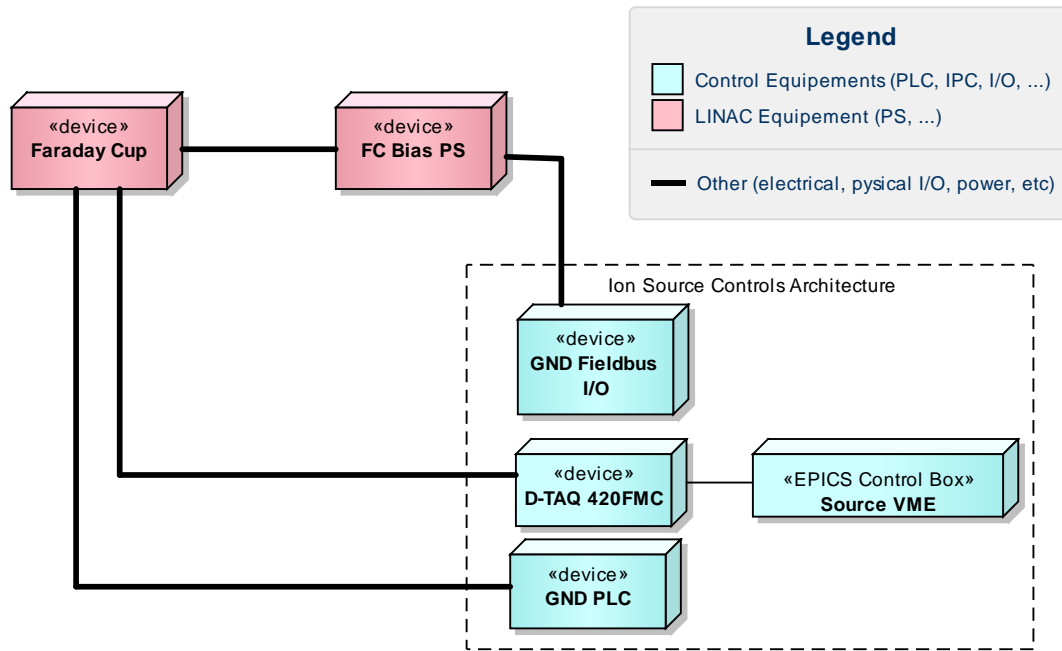 Legend
Control Equipements (PLC, IPC, I/O, ...)
LINAC Equipement (PS, ...)
Other (electrical, pysical I/O, power, etc)
«device»
Faraday Cup
«device»
FC Bias PS
Ion Source Controls Architecture
«device»
GND Fieldbus
I/O
«device»
D-TAQ 420FMC
«EPICS Control Box»
Source VME
«device»
GND PLC